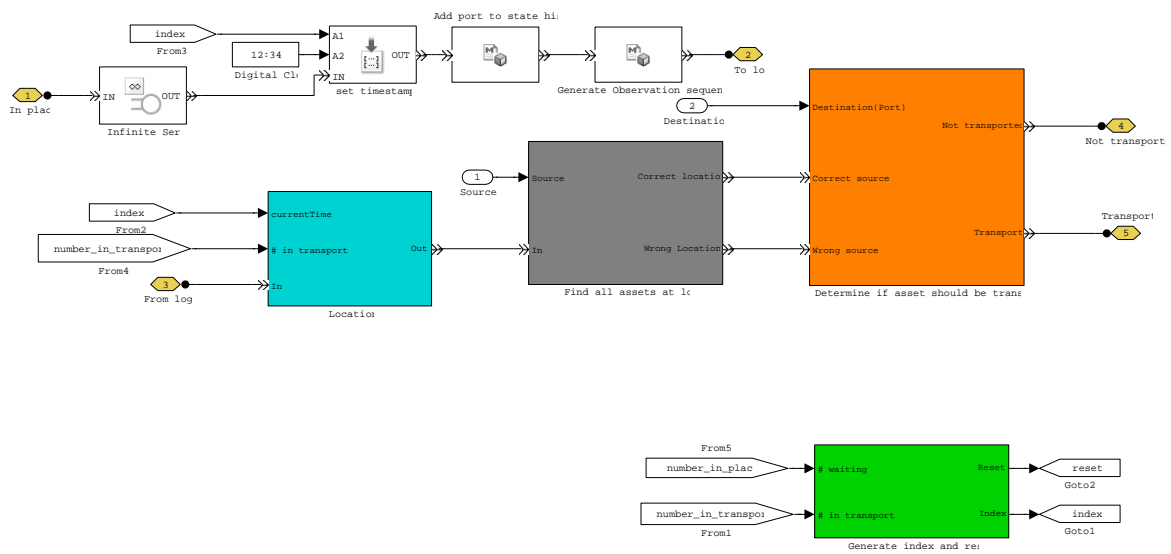 Add port to state hi
index
From3
A1
A2
IN
OUT
12:34
Digital Cl
set timestamp
Generate Observation sequen
2
To lo
1
In plac
IN
OUT
Infinite Ser
2
Destinatio
Destination(Port)
Not transported
Correct source
Transport
Wrong source
Determine if asset should be trans
4
Not transport
Transport
5
1
Source
Source
Correct locatio
In
Wrong Location
Find all assets at lo
index
From2
number_in_transpo
From4
3
From log
currentTime
# in transport
In
Out
Location
From5
number_in_plac
number_in_transpo
From1
# waiting
Reset
# in transport
Index
Generate index and re
reset
Goto2
index
Goto1